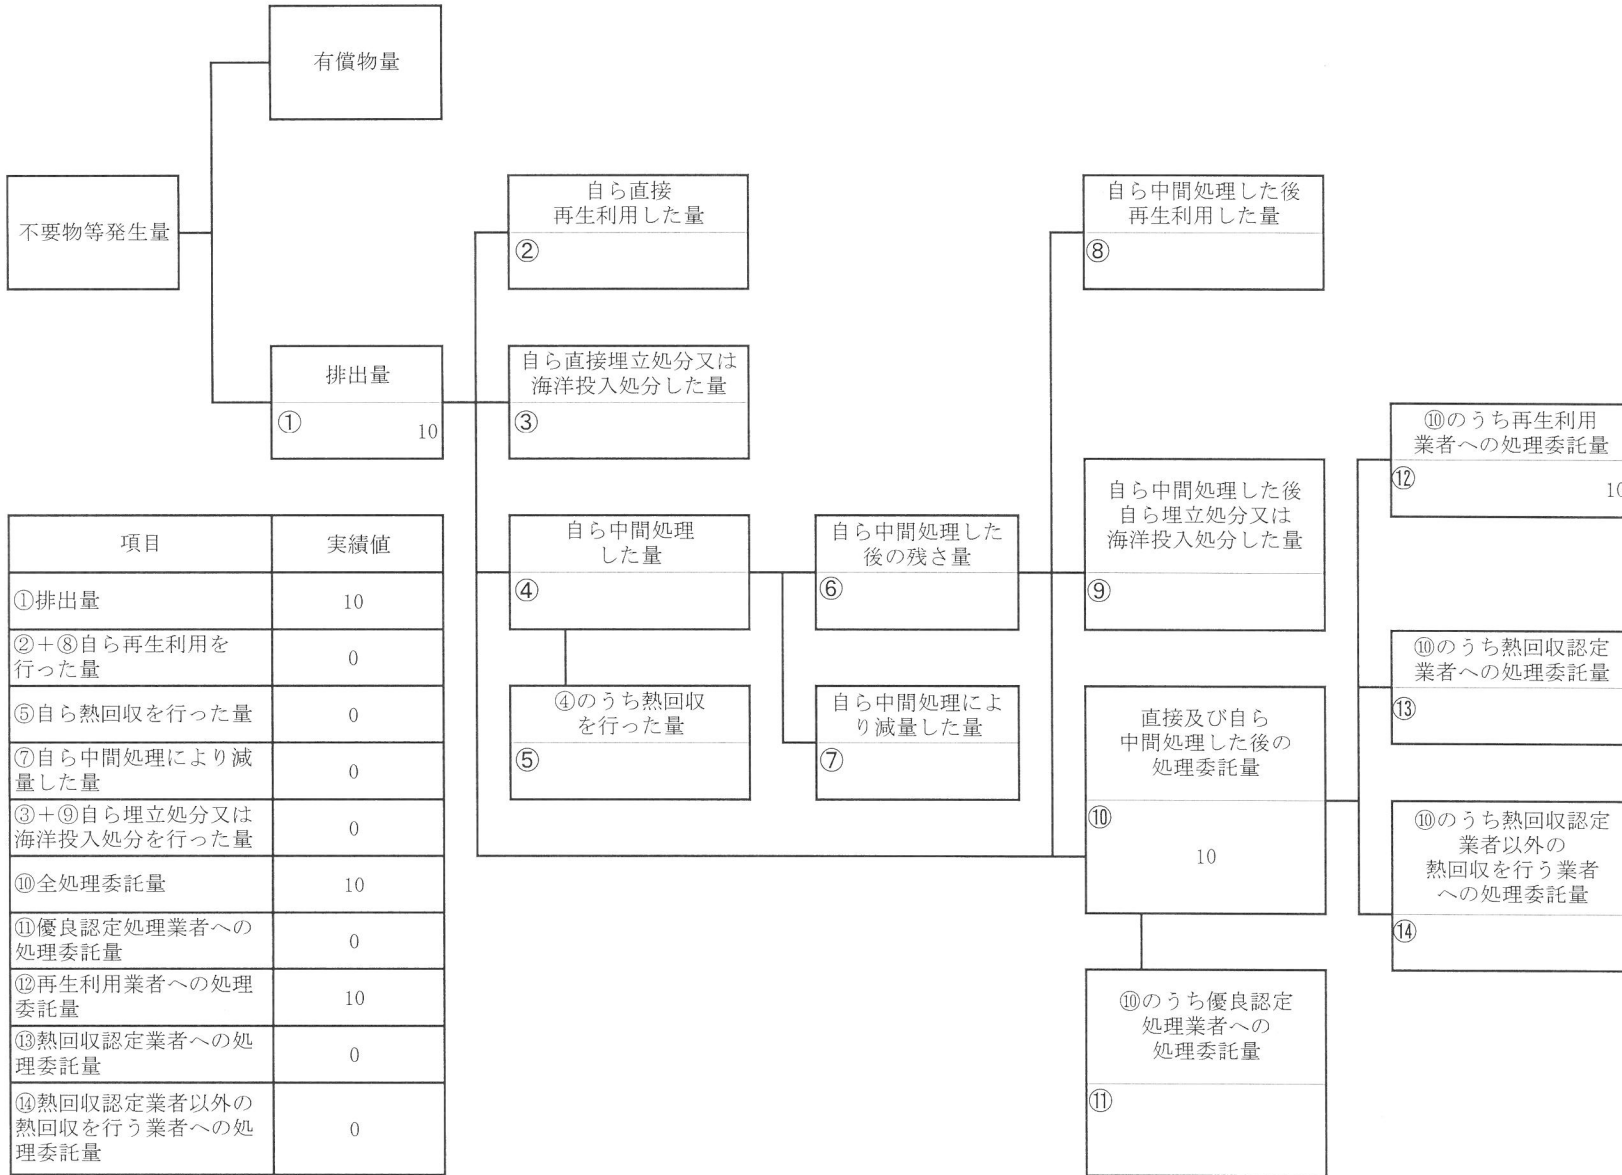 有償物量
不要物等発生量
排出量
①
10
自ら直接
再生利用した量
②
自ら直接埋立処分又は
海洋投入処分した量
③
自ら中間処理
した量
④
④のうち熱回収
を行った量
⑤
自ら中間処理した
後の残さ量
⑥
自ら中間処理によ
り減量した量
⑦
自ら中間処理した後
再生利用した量
⑧
自ら中間処理した後
自ら埋立処分又は
海洋投入処分した量
⑨
直接及び自ら
中間処理した後の
処理委託量
⑩
10
⑩のうち優良認定
処理業者への
処理委託量
⑪
⑩のうち再生利用
業者への処理委託量
⑫
10
⑩のうち熱回収認定
業者への処理委託量
⑬
⑩のうち熱回収認定
業者以外の
熱回収を行う業者
への処理委託量
⑭
項目 実績値
①排出量 10
②+⑧自ら再生利用を
行った量 0
⑤自ら熱回収を行った量 0
⑦自ら中間処理により減
量した量 0
③+⑨自ら埋立処分又は
海洋投入処分を行った量 0
⑩全処理委託量 10
⑪優良認定処理業者への
処理委託量 0
⑫再生利用業者への処理
委託量 10
⑬熱回収認定業者への処
理委託量 0
⑭熱回収認定業者以外の
熱回収を行う業者への処
理委託量 0